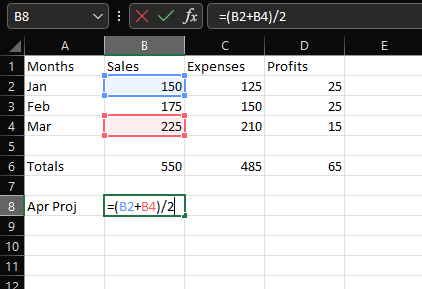 B8 fx =(B2+B4)/2
A B C D E
1 Months Sales Expenses Profits
2 Jan 150 125 25
3 Feb 175 150 25
4 Mar 225 210 15
5
6 Totals 550 485 65
7
8 Apr Proj =(B2+B4)/2
9
10
11
12